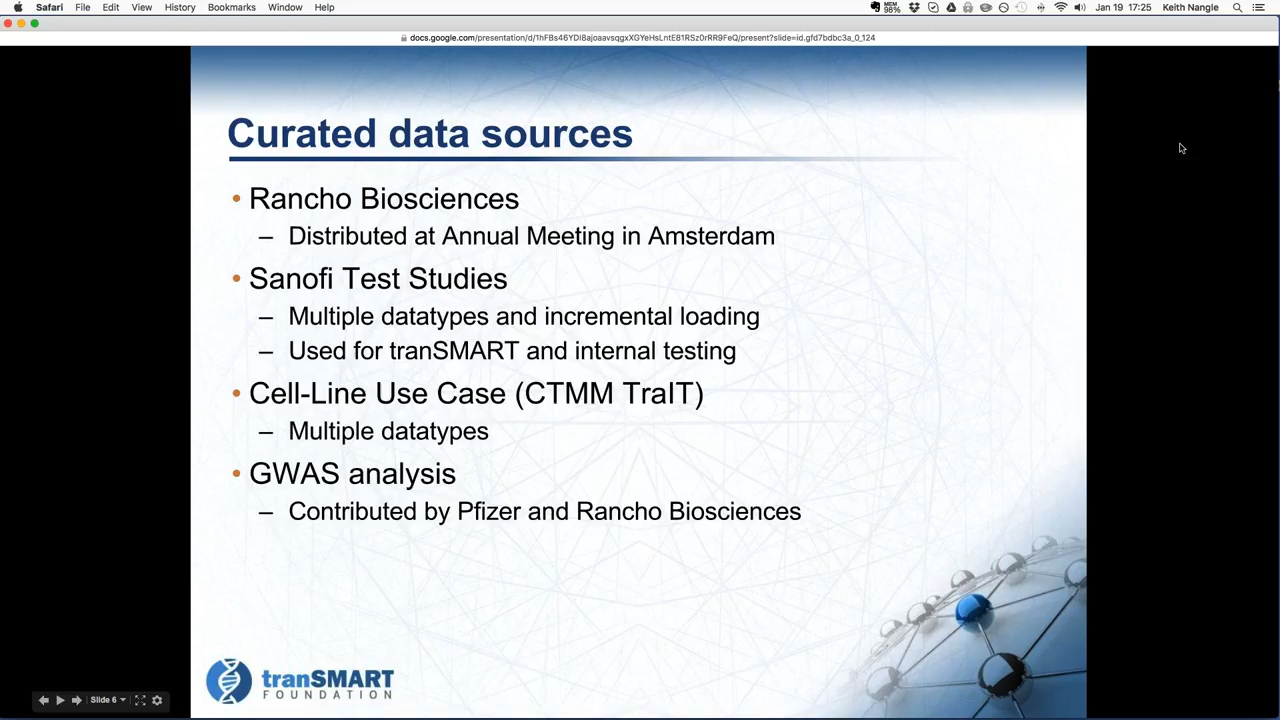 Safari File Edit View History Bookmarks Window Help MEM 98% Jan 19 17:25 Keith Nangle
docs.google.com/presentation/d/1hFBs46YDI8ajoaavsqgxXGYeHsLntE81RSz0rRR9FeQ/present?slide=id.gfd7bdbc3a_0_124
Curated data sources
• Rancho Biosciences
– Distributed at Annual Meeting in Amsterdam
• Sanofi Test Studies
– Multiple datatypes and incremental loading
– Used for tranSMART and internal testing
• Cell-Line Use Case (CTMM TraIT)
– Multiple datatypes
• GWAS analysis
– Contributed by Pfizer and Rancho Biosciences
tranSMART
FOUNDATION
Slide 6